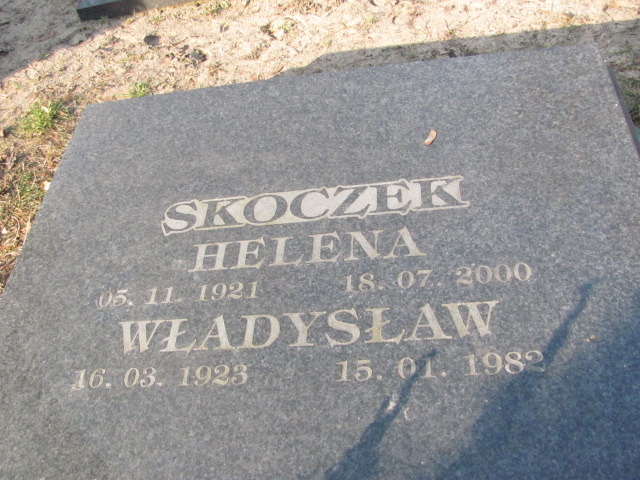 SKOCZEK
HELENA
05. 11. 1921 18. 07. 2000
WŁADYSŁAW
16. 03. 1923 15. 01. 1982